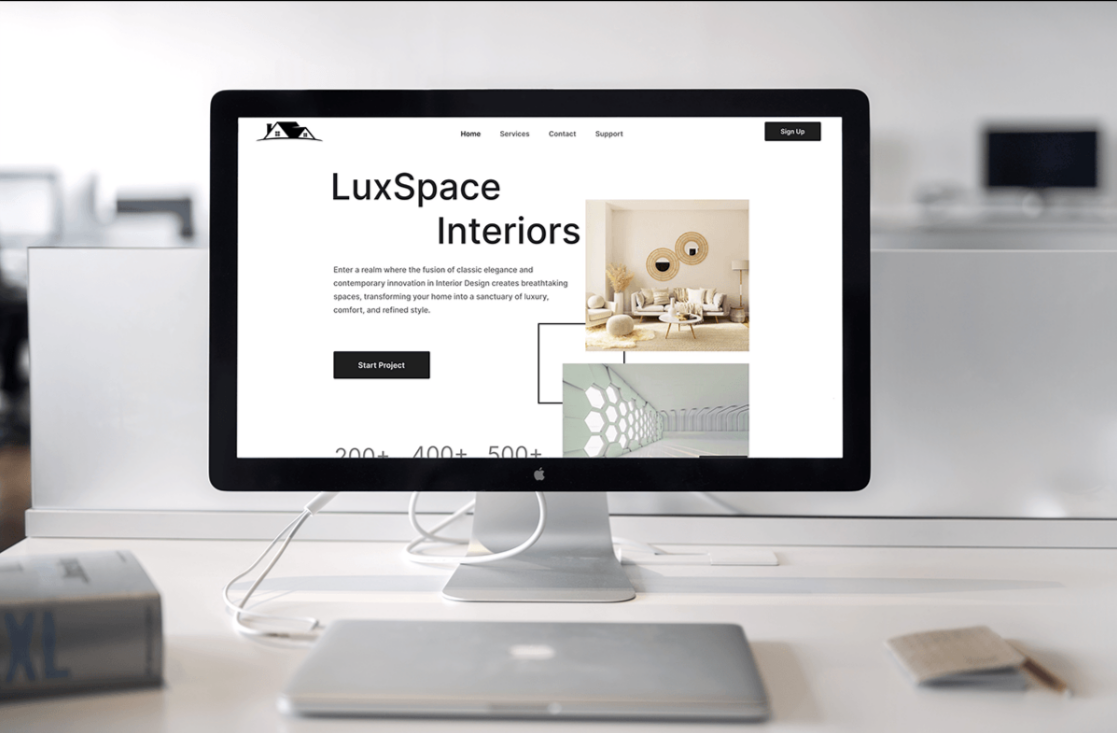 Home Services Contact Support Sign Up
LuxSpace
Interiors
Enter a realm where the fusion of classic elegance and
contemporary innovation in Interior Design creates breathtaking
spaces, transforming your home into a sanctuary of luxury,
comfort, and refined style.
Start Project
200+ 400+ 500+
XL